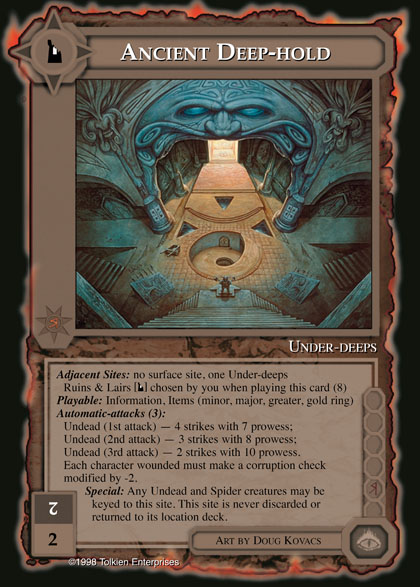 Ancient Deep-hold
Under-deeps
Adjacent Sites: no surface site, one Under-deeps
Ruins & Lairs [] chosen by you when playing this card (8)
Playable: Information, Items (minor, major, greater, gold ring)
Automatic-attacks (3):
Undead (1st attack) — 4 strikes with 7 prowess;
Undead (2nd attack) — 3 strikes with 8 prowess;
Undead (3rd attack) — 2 strikes with 10 prowess.
Each character wounded must make a corruption check
modified by -2.
Special: Any Undead and Spider creatures may be
keyed to this site. This site is never discarded or
returned to its location deck.
2
2
Art by Doug Kovacs
©1998 Tolkien Enterprises